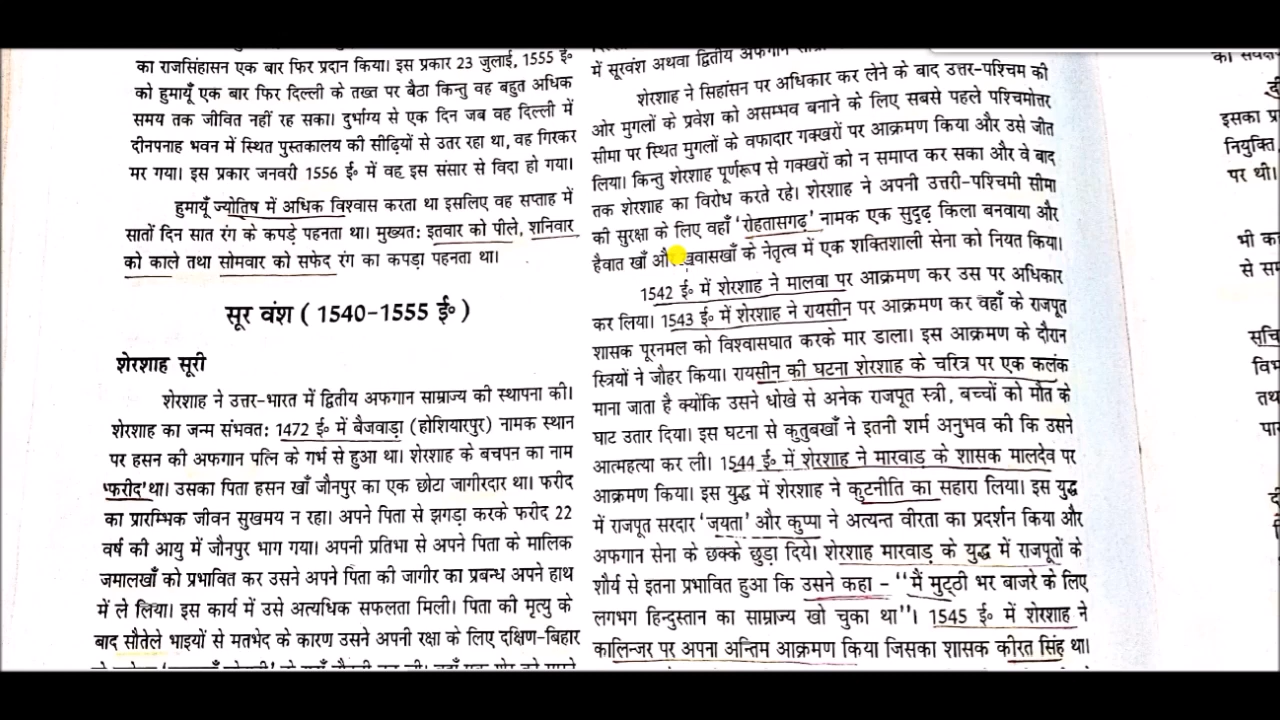 का राजसिंहासन एक बार फिर प्रदान किया। इस प्रकार 23 जुलाई, 1555 ई॰
को हुमायूँ एक बार फिर दिल्ली के तख्त पर बैठा किन्तु वह बहुत अधिक
समय तक जीवित नहीं रह सका। दुर्भाग्य से एक दिन जब वह दिल्ली में
दीनपनाह भवन में स्थित पुस्तकालय की सीढ़ियों से उतर रहा था, वह गिरकर
मर गया। इस प्रकार जनवरी 1556 ई॰ में वह इस संसार से विदा हो गया।
हुमायूँ ज्योतिष में अधिक विश्वास करता था इसलिए वह सप्ताह में
सातों दिन सात रंग के कपड़े पहनता था। मुख्यत: इतवार को पीले, शनिवार
को काले तथा सोमवार को सफेद रंग का कपड़ा पहनता था।
सूर वंश ( 1540-1555 ई॰ )
शेरशाह सूरी
शेरशाह ने उत्तर-भारत में द्वितीय अफगान साम्राज्य की स्थापना की।
शेरशाह का जन्म संभवत: 1472 ई॰ में बैजवाड़ा (होशियारपुर) नामक स्थान
पर हसन की अफगान पत्नि के गर्भ से हुआ था। शेरशाह के बचपन का नाम
'फरीद' था। उसका पिता हसन खाँ जौनपुर का एक छोटा जागीरदार था। फरीद
का प्रारम्भिक जीवन सुखमय न रहा। अपने पिता से झगड़ा करके फरीद 22
वर्ष की आयु में जौनपुर भाग गया। अपनी प्रतिभा से अपने पिता के मालिक
जमालखाँ को प्रभावित कर उसने अपने पिता की जागीर का प्रबन्ध अपने हाथ
में ले लिया। इस कार्य में उसे अत्यधिक सफलता मिली। पिता की मृत्यु के
बाद सौतेले भाइयों से मतभेद के कारण उसने अपनी रक्षा के लिए दक्षिण-बिहार
में सूरवंश अथवा द्वितीय अफगान
शेरशाह ने सिहांसन पर अधिकार कर लेने के बाद उत्तर-पश्चिम की
ओर मुगलों के प्रवेश को असम्भव बनाने के लिए सबसे पहले पश्चिमोत्तर
सीमा पर स्थित मुगलों के वफादार गक्खरों पर आक्रमण किया और उसे जीत
लिया। किन्तु शेरशाह पूर्णरूप से गक्खरों को न समाप्त कर सका और वे बाद
तक शेरशाह का विरोध करते रहे। शेरशाह ने अपनी उत्तरी-पश्चिमी सीमा
की सुरक्षा के लिए वहाँ 'रोहतासगढ़' नामक एक सुदृढ़ किला बनवाया और
हैवात खाँ और खवासखाँ के नेतृत्व में एक शक्तिशाली सेना को नियत किया।
1542 ई॰ में शेरशाह ने मालवा पर आक्रमण कर उस पर अधिकार
कर लिया। 1543 ई॰ में शेरशाह ने रायसीन पर आक्रमण कर वहाँ के राजपूत
शासक पूरनमल को विश्वासघात करके मार डाला। इस आक्रमण के दौरान
स्त्रियों ने जौहर किया। रायसीन की घटना शेरशाह के चरित्र पर एक कलंक
माना जाता है क्योंकि उसने धोखे से अनेक राजपूत स्त्री, बच्चों को मौत के
घाट उतार दिया। इस घटना से कुतुबखाँ ने इतनी शर्म अनुभव की कि उसने
आत्महत्या कर ली। 1544 ई॰ में शेरशाह ने मारवाड़ के शासक मालदेव पर
आक्रमण किया। इस युद्ध में शेरशाह ने कुटनीति का सहारा लिया। इस युद्ध
में राजपूत सरदार 'जयता' और कुप्पा ने अत्यन्त वीरता का प्रदर्शन किया और
अफगान सेना के छक्के छुड़ा दिये। शेरशाह मारवाड़ के युद्ध में राजपूतों के
शौर्य से इतना प्रभावित हुआ कि उसने कहा - "मैं मुट्ठी भर बाजरे के लिए
लगभग हिन्दुस्तान का साम्राज्य खो चुका था"। 1545 ई॰ में शेरशाह ने
कालिन्जर पर अपना अन्तिम आक्रमण किया जिसका शासक कीरत सिंह था।
इसका
नियुक्ति
पर थी।
भी
से
तथ